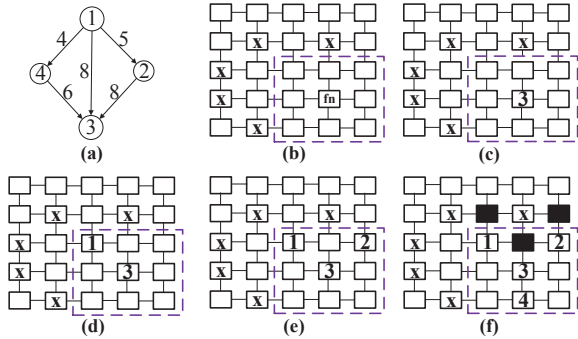 1
4 5
4 8 2
6 8
3
(a)
x x
x
x fn
x
(b)
x x
x
x 3
x
(c)
x x
x 1
x 3
x
(d)
x x
x 1 2
x 3
x
(e)
x x
x 1 2
x 3
x 4
(f)